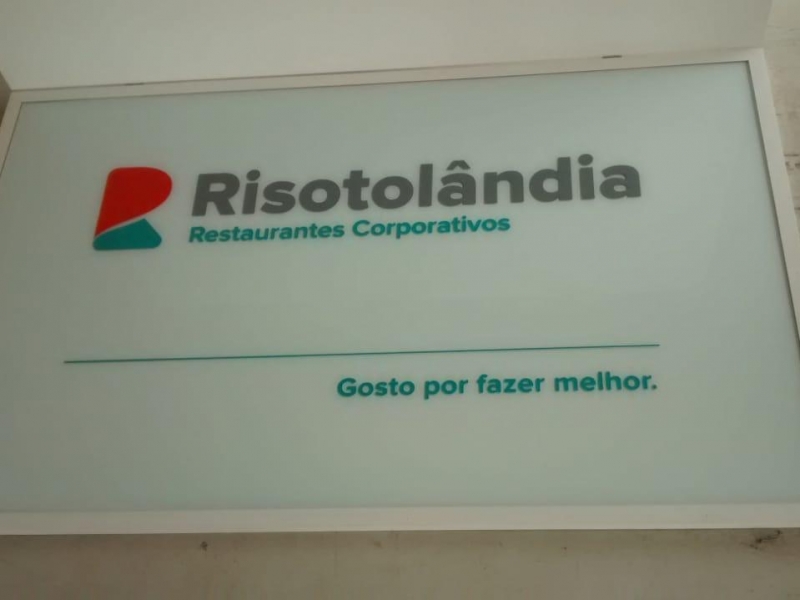 Risotolândia
Restaurantes Corporativos
Gosto por fazer melhor.